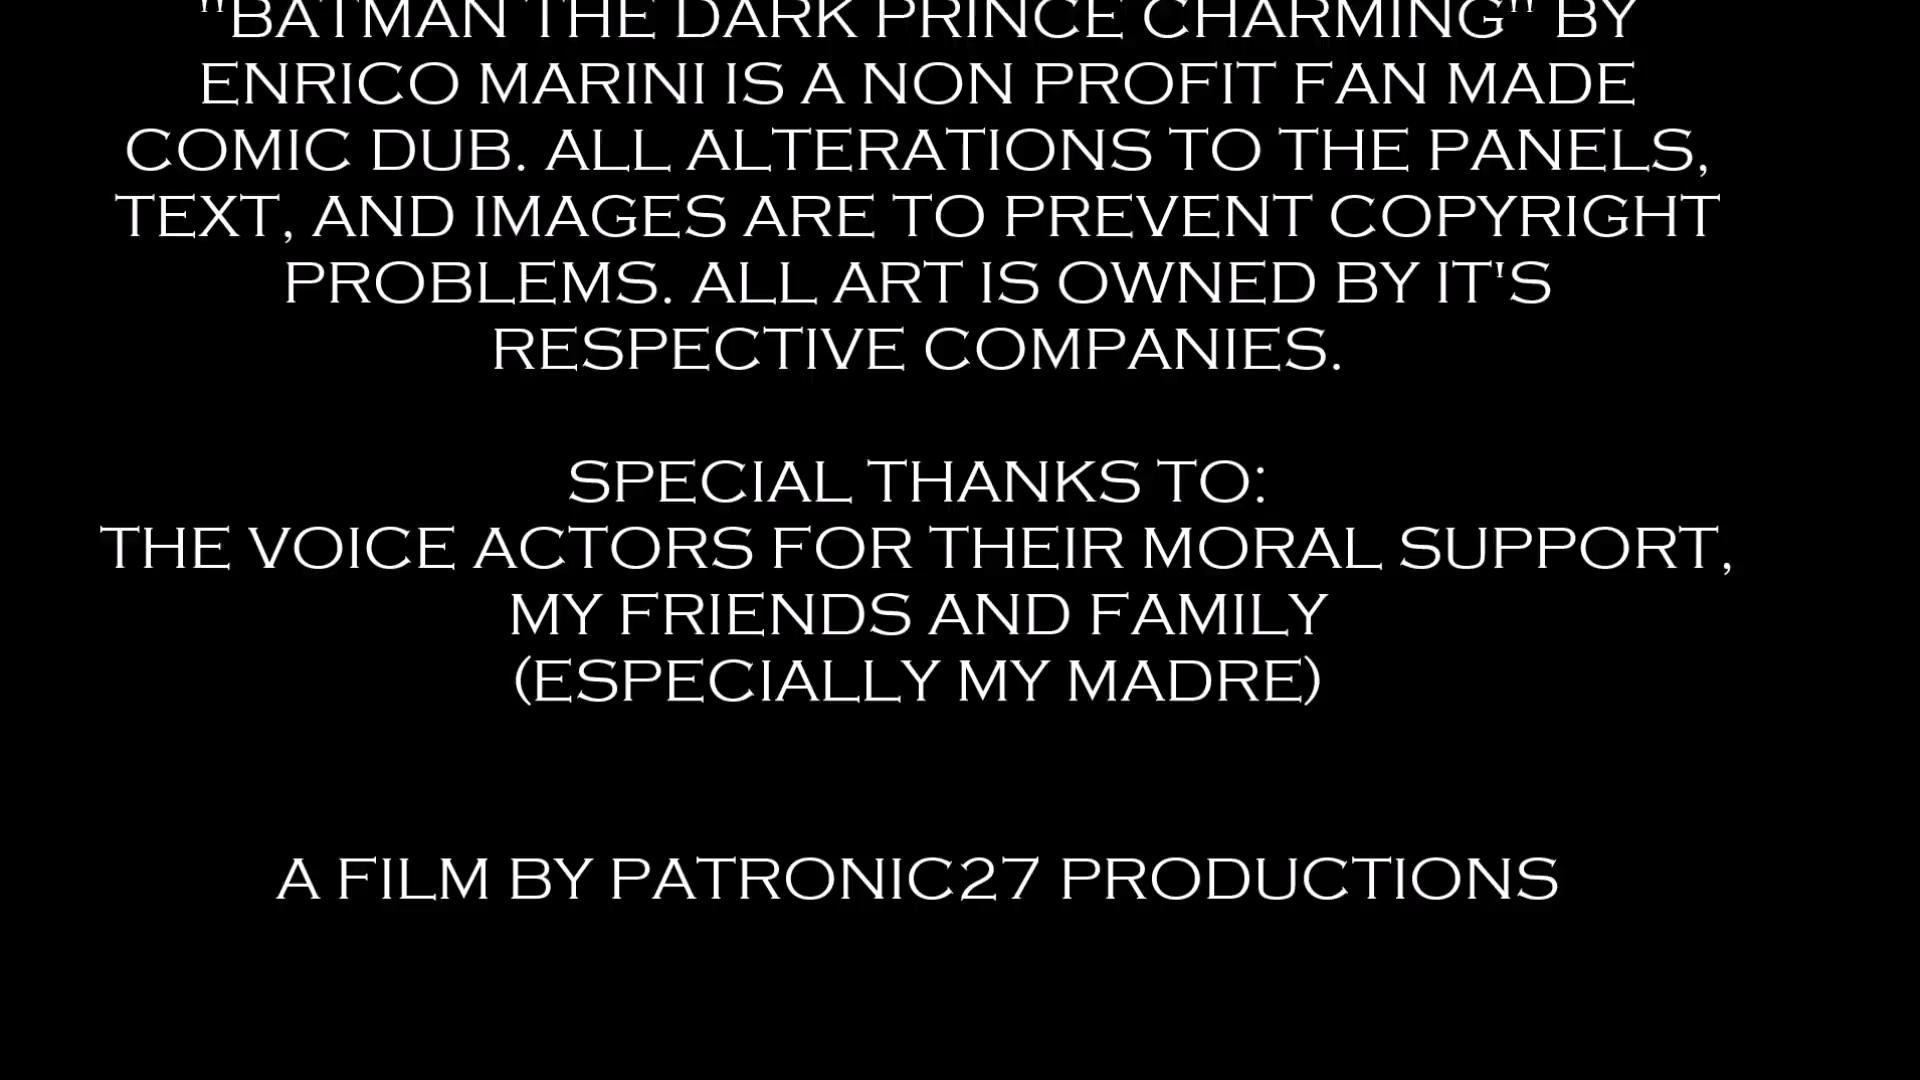 "BATMAN THE DARK PRINCE CHARMING" BY
ENRICO MARINI IS A NON PROFIT FAN MADE
COMIC DUB. ALL ALTERATIONS TO THE PANELS,
TEXT, AND IMAGES ARE TO PREVENT COPYRIGHT
PROBLEMS. ALL ART IS OWNED BY IT'S
RESPECTIVE COMPANIES.
SPECIAL THANKS TO:
THE VOICE ACTORS FOR THEIR MORAL SUPPORT,
MY FRIENDS AND FAMILY
(ESPECIALLY MY MADRE)
A FILM BY PATRONIC27 PRODUCTIONS